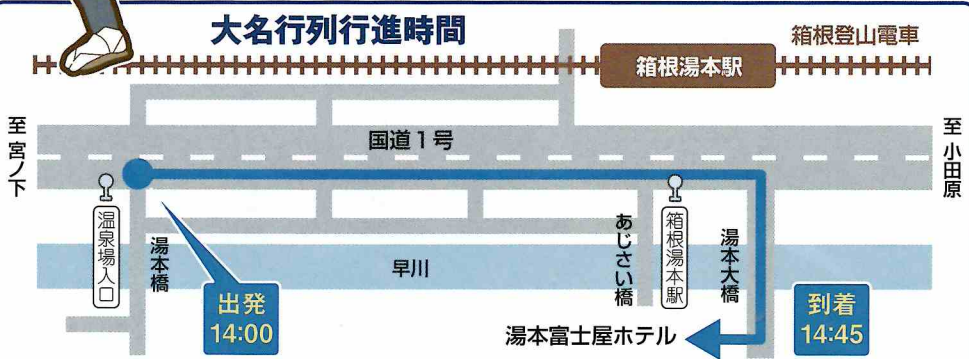 大名行列行進時間
箱根登山電車
箱根湯本駅
国道1号
至 宮ノ下
至 小田原
温泉場入口
湯本橋
早川
あじさい橋
箱根湯本駅
湯本大橋
出発
14:00
湯本富士屋ホテル
到着
14:45